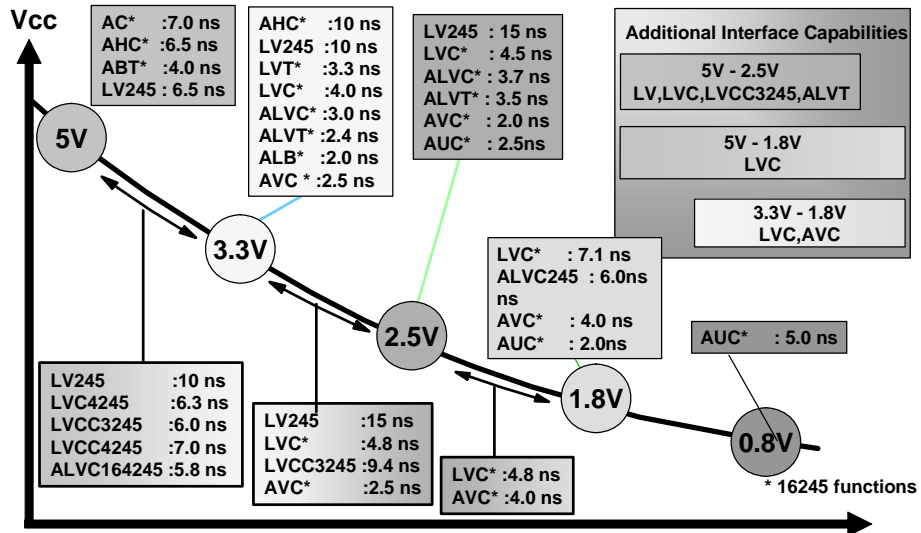 Vcc
AC* :7.0 ns
AHC* :6.5 ns
ABT* :4.0 ns
LV245 : 6.5 ns
AHC* :10 ns
LV245 :10 ns
LVT* :3.3 ns
LVC* :4.0 ns
ALVC* :3.0 ns
ALVT* :2.4 ns
ALB* :2.0 ns
AVC * :2.5 ns
LV245 : 15 ns
LVC* : 4.5 ns
ALVC* : 3.7 ns
ALVT* : 3.5 ns
AVC* : 2.0 ns
AUC* : 2.5ns
Additional Interface Capabilities
5V - 2.5V
LV,LVC,LVCC3245,ALVT
5V - 1.8V
LVC
3.3V - 1.8V
LVC,AVC
5V
3.3V
2.5V
LVC* : 7.1 ns
ALVC245 : 6.0ns
ns
AVC* : 4.0 ns
AUC* : 2.0ns
AUC* : 5.0 ns
1.8V
0.8V
LV245 :10 ns
LVC4245 :6.3 ns
LVCC3245 :6.0 ns
LVCC4245 :7.0 ns
ALVC164245 :5.8 ns
LV245 :15 ns
LVC* :4.8 ns
LVCC3245 :9.4 ns
AVC* :2.5 ns
LVC* :4.8 ns
AVC* :4.0 ns
* 16245 functions